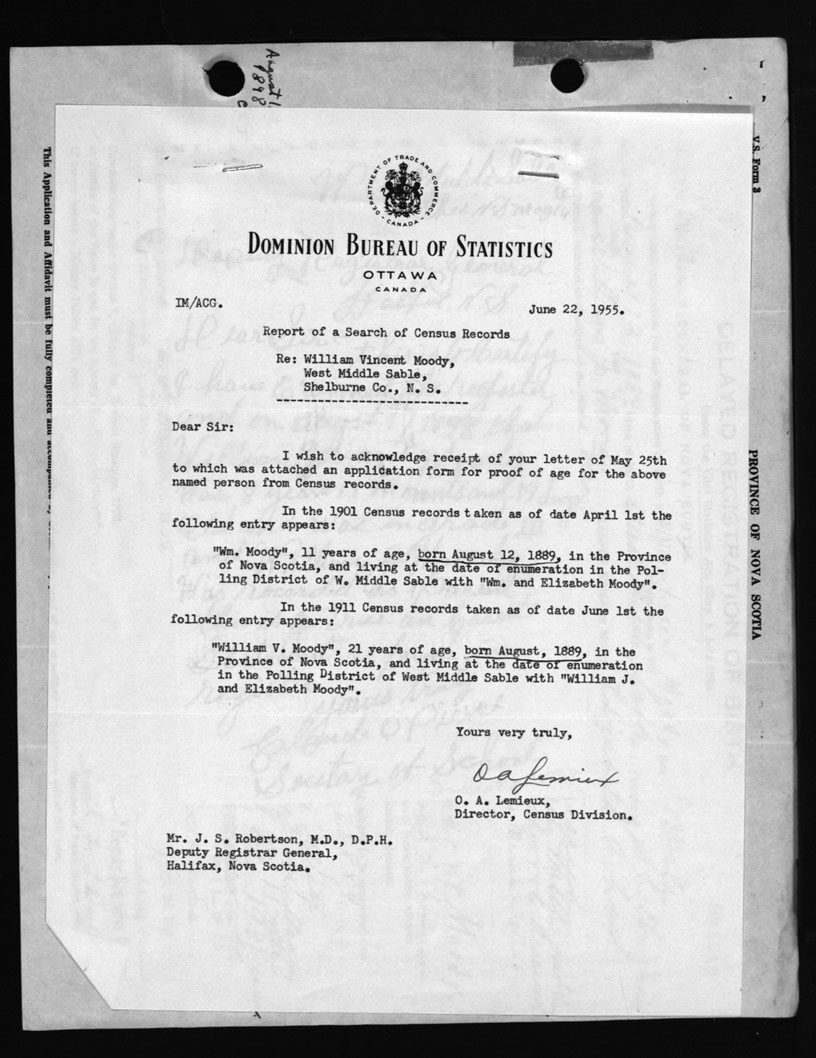 August 1
1898
C
V.S. Form 3
PROVINCE OF NOVA SCOTIA
This Application and Affidavit must be fully completed and accompanied by
DEPARTMENT OF TRADE AND COMMERCE
CANADA
DOMINION BUREAU OF STATISTICS
OTTAWA
CANADA
IM/ACG.
June 22, 1955.
Report of a Search of Census Records
Re: William Vincent Moody,
West Middle Sable,
Shelburne Co., N. S.
Dear Sir:
I wish to acknowledge receipt of your letter of May 25th
to which was attached an application form for proof of age for the above
named person from Census records.
In the 1901 Census records taken as of date April 1st the
following entry appears:
"Wm. Moody", 11 years of age, born August 12, 1889, in the Province
of Nova Scotia, and living at the date of enumeration in the Pol-
ling District of W. Middle Sable with "Wm. and Elizabeth Moody".
In the 1911 Census records taken as of date June 1st the
following entry appears:
"William V. Moody", 21 years of age, born August, 1889, in the
Province of Nova Scotia, and living at the date of enumeration
in the Polling District of West Middle Sable with "William J.
and Elizabeth Moody".
Yours very truly,
O A Lemieux
O. A. Lemieux,
Director, Census Division.
Mr. J. S. Robertson, M.D., D.P.H.
Deputy Registrar General,
Halifax, Nova Scotia.